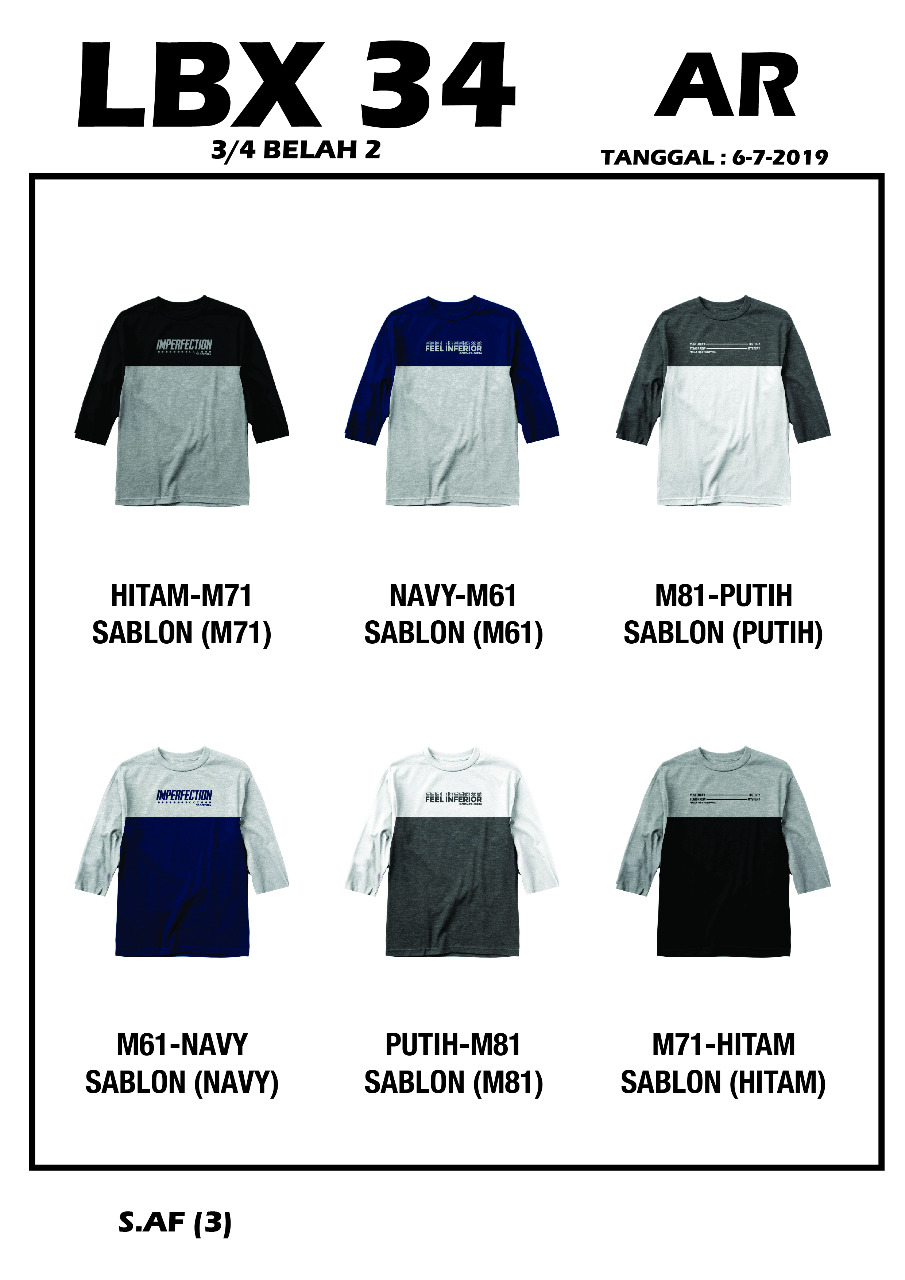 LBX 34
AR
3/4 BELAH 2
TANGGAL : 6-7-2019
IMPERFECTION
FEEL INFERIOR
HITAM-M71
SABLON (M71)
NAVY-M61
SABLON (M61)
M81-PUTIH
SABLON (PUTIH)
IMPERFECTION
FEEL INFERIOR
M61-NAVY
SABLON (NAVY)
PUTIH-M81
SABLON (M81)
M71-HITAM
SABLON (HITAM)
S.AF (3)